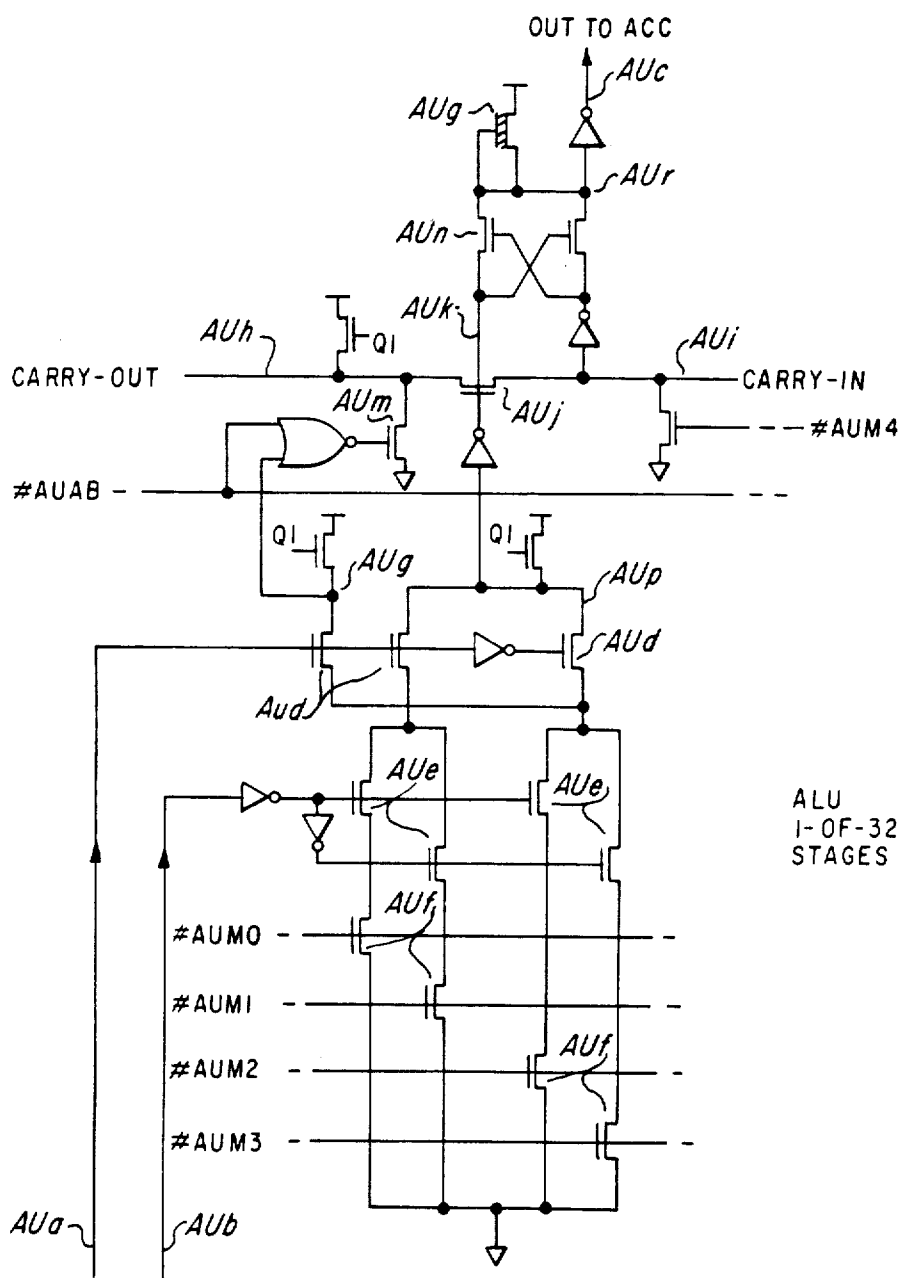 OUT TO ACC
AUc
AUg
AUr
AUn
AUk
AUh
Q1
AUi
CARRY-OUT
CARRY-IN
AUm
AUj
#AUM4
#AUAB
Q1
Q1
AUg
AUp
AUd
Aud
AUe
AUe
ALU
1-OF-32
STAGES
AUf
#AUM0
#AUM1
AUf
#AUM2
#AUM3
AUa
AUb